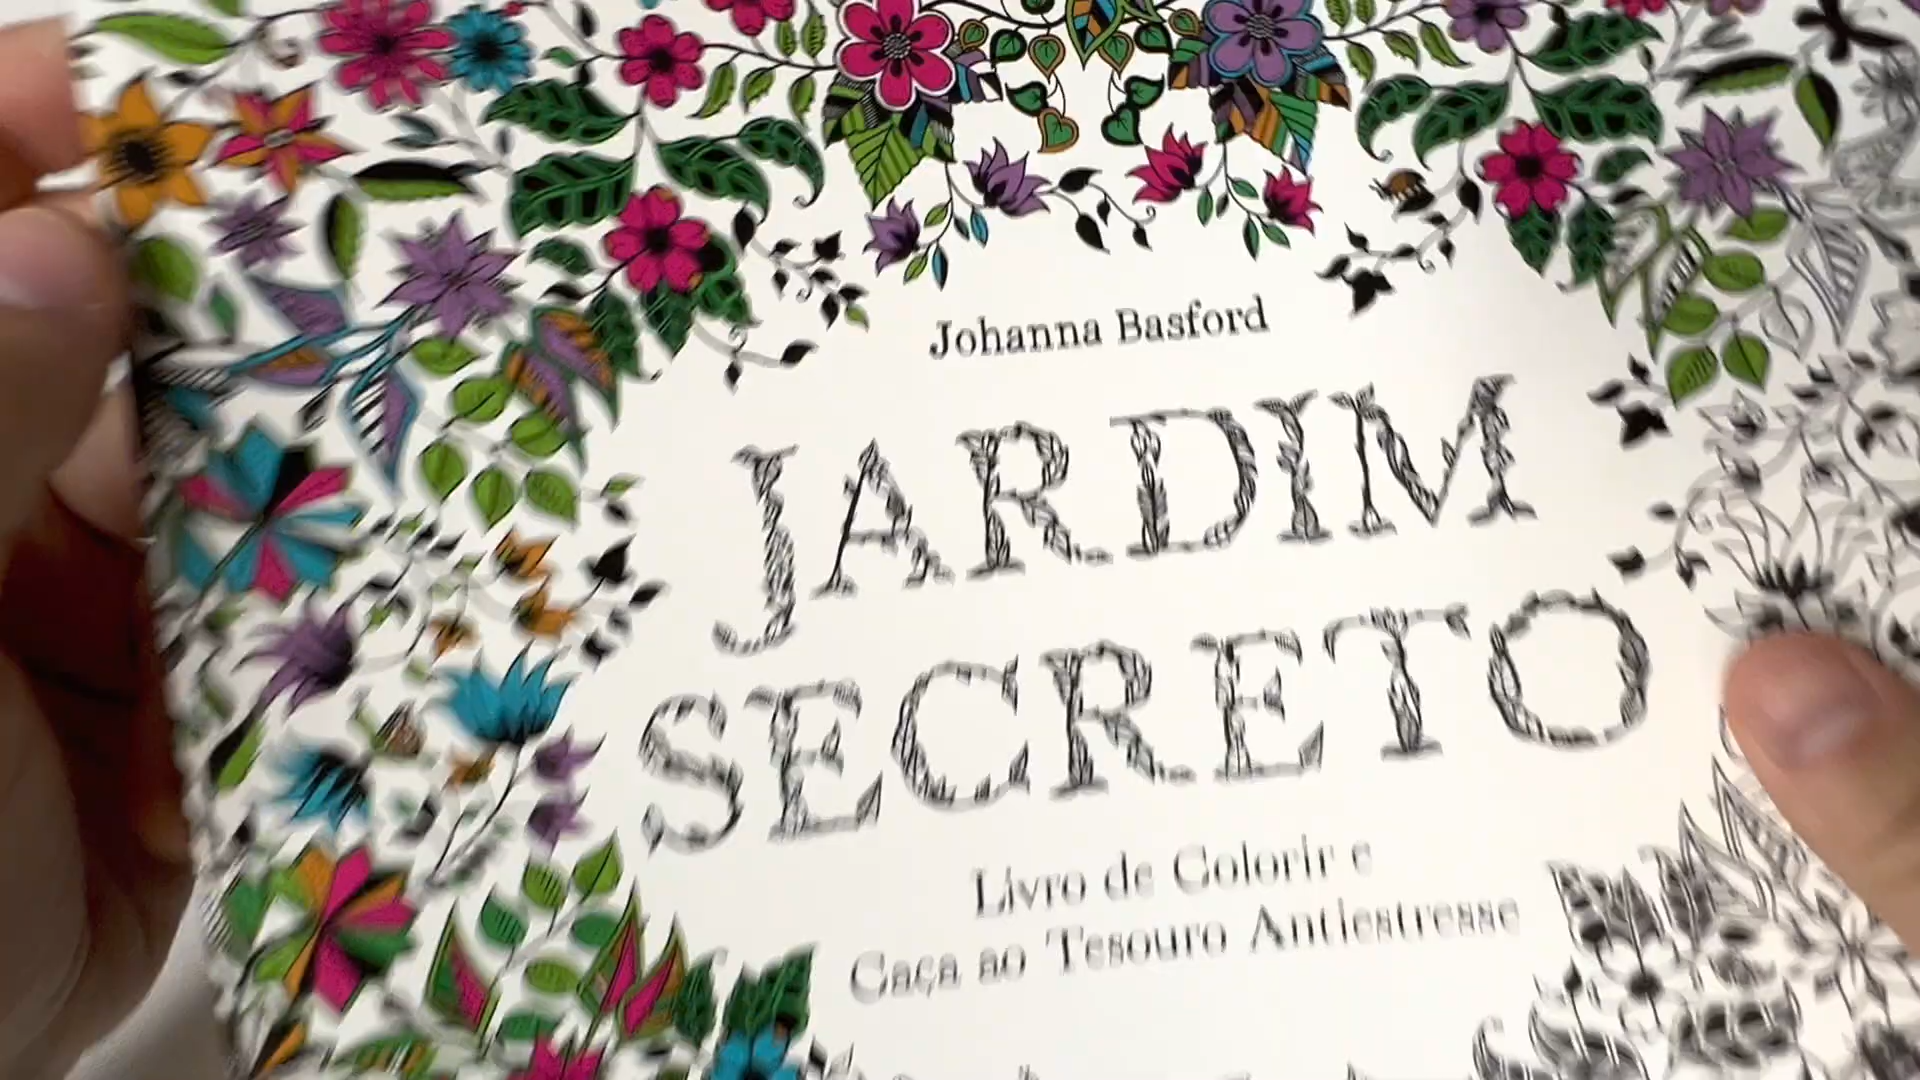 Johanna Basford
JARDIM
SECRETO
Livro de Colorir e
Caça ao Tesouro Antiestresse